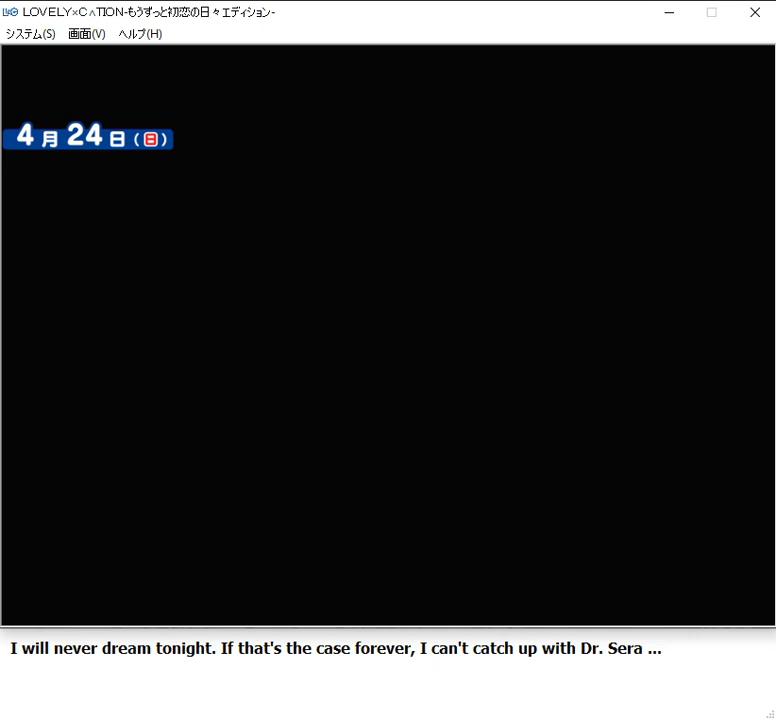 LOVELY×C∧TION-もうずっと初恋の日々エディション-
システム(S) 画面(V) ヘルプ(H)
4月24日(日)
I will never dream tonight. If that's the case forever, I can't catch up with Dr. Sera ...